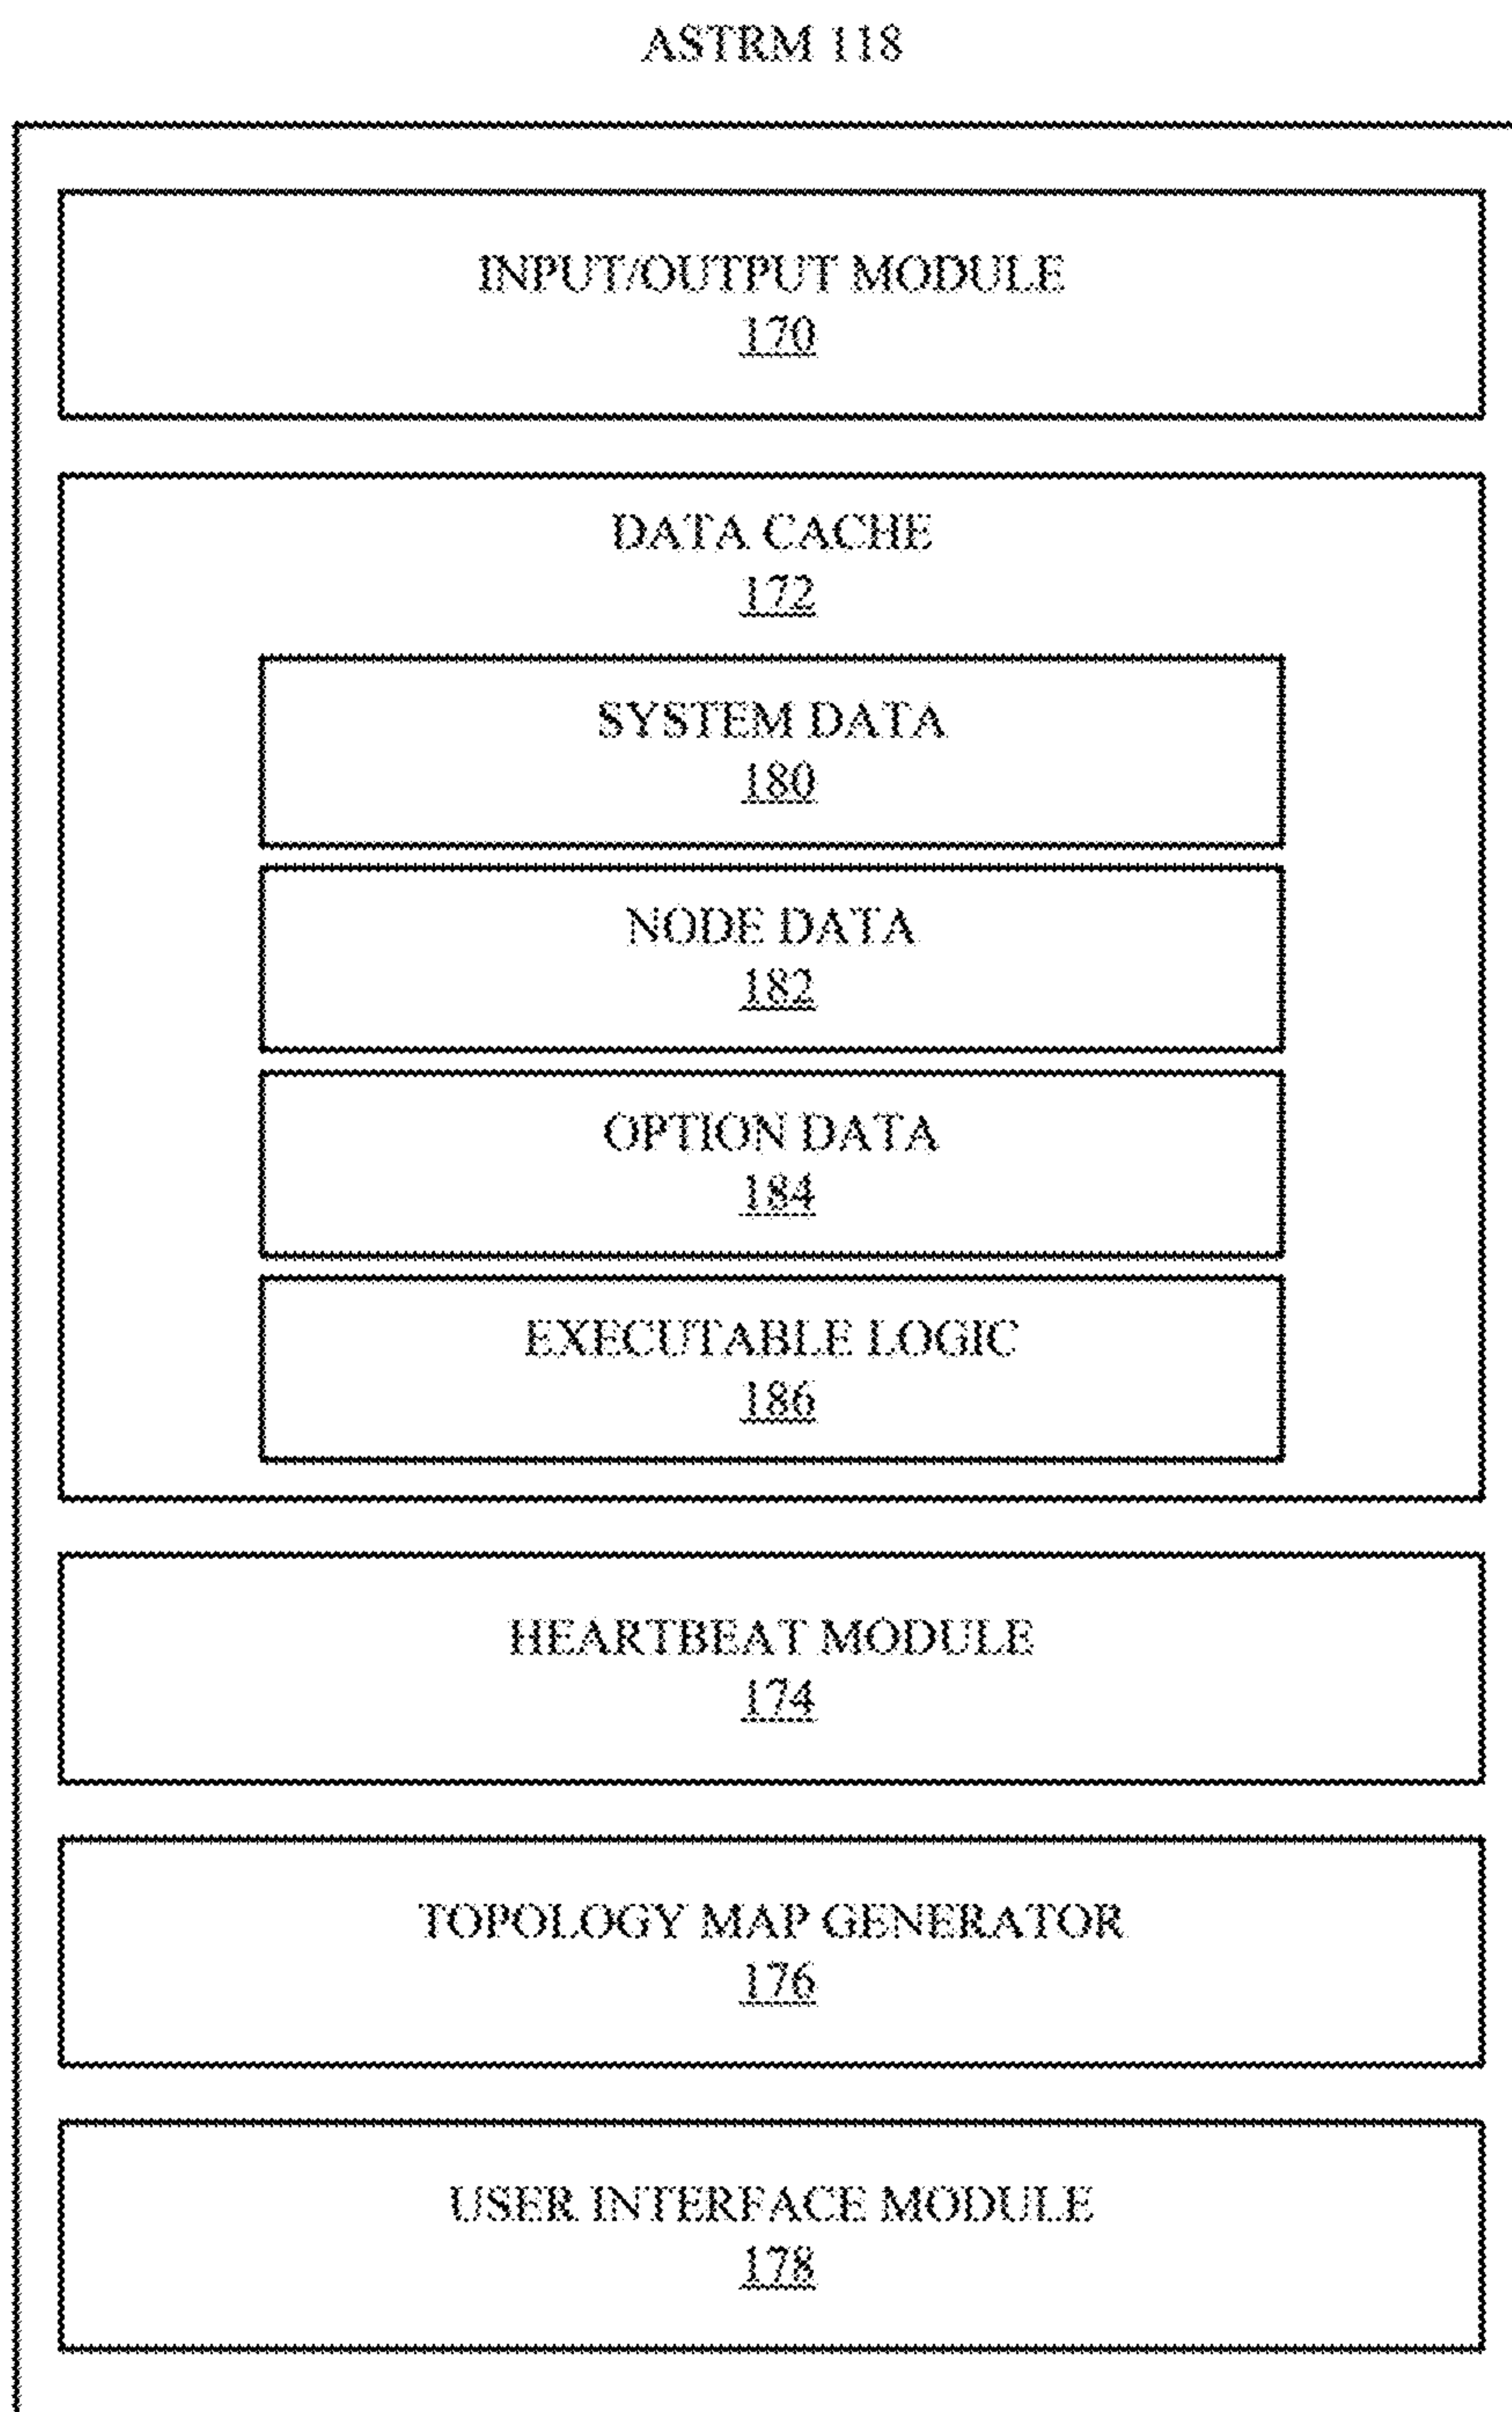 ASTRM 118
INPUT/OUTPUT MODULE
170
DATA CACHE
172
SYSTEM DATA
180
NODE DATA
182
OPTION DATA
184
EXECUTABLE LOGIC
186
HEARTBEAT MODULE
174
TOPOLOGY MAP GENERATOR
176
USER INTERFACE MODULE
178